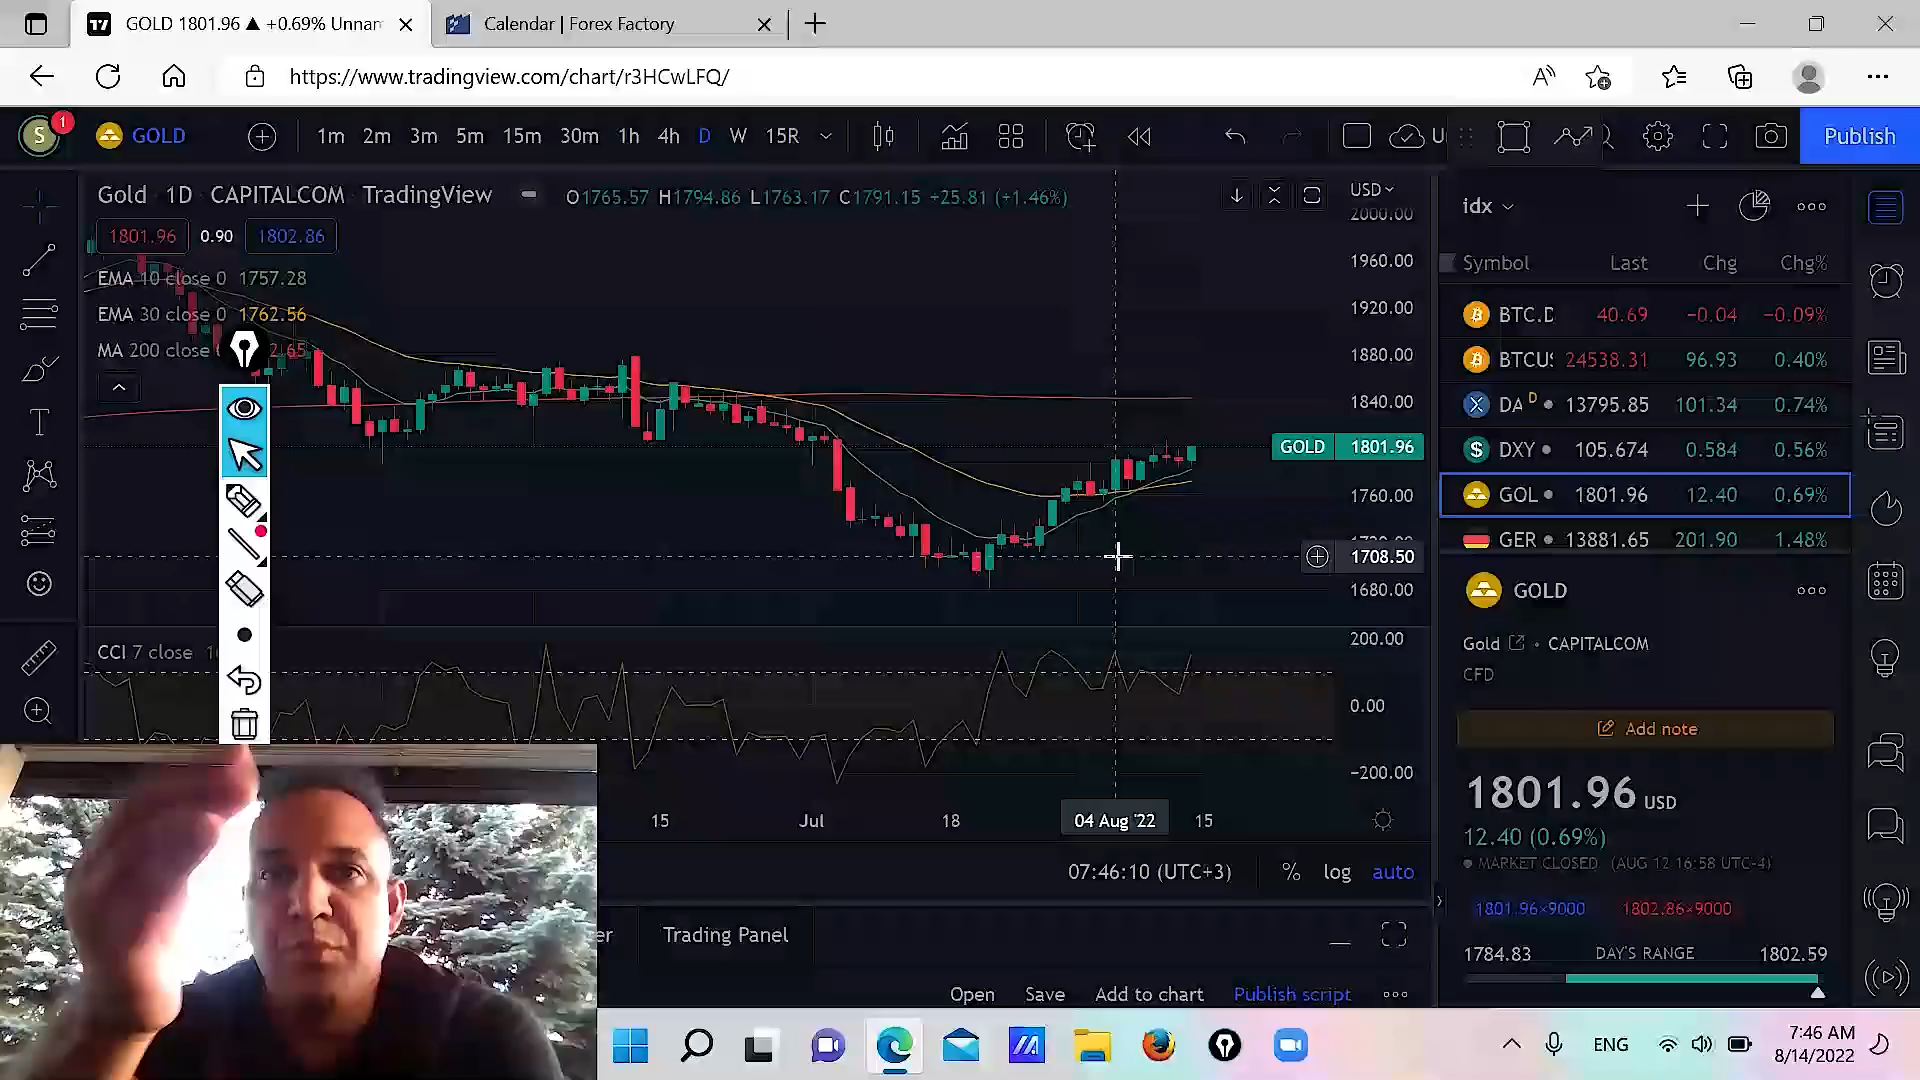 GOLD 1801.96 ▲ +0.69% Unnar
Calendar | Forex Factory
https://www.tradingview.com/chart/r3HCwLFQ/
S
1
GOLD
1m 2m 3m 5m 15m 30m 1h 4h D W 15R
U
Publish
Gold 1D CAPITALCOM TradingView
O1765.57 H1794.86 L1763.17 C1791.15 +25.81 (+1.46%)
USD
1801.96 0.90 1802.86
EMA 10 close 0 1757.28
EMA 30 close 0 1762.56
MA 200 close
2.65
2000.00
1960.00
1920.00
1880.00
1840.00
GOLD 1801.96
1760.00
1708.50
1680.00
CCI 7 close
200.00
0.00
−200.00
15 Jul 18 04 Aug '22 15
07:46:10 (UTC+3) % log auto
er Trading Panel
Open Save Add to chart Publish script
idx
Symbol Last Chg Chg%
BTC.D 40.69 −0.04 −0.09%
BTCUS 24538.31 96.93 0.40%
DA D 13795.85 101.34 0.74%
DXY 105.674 0.584 0.56%
GOL 1801.96 12.40 0.69%
GER 13881.65 201.90 1.48%
GOLD
Gold • CAPITALCOM
CFD
Add note
1801.96 USD
12.40 (0.69%)
MARKET CLOSED (AUG 12 16:58 UTC-4)
1801.96×9000 1802.86×9000
1784.83 DAY'S RANGE 1802.59
ENG
7:46 AM
8/14/2022